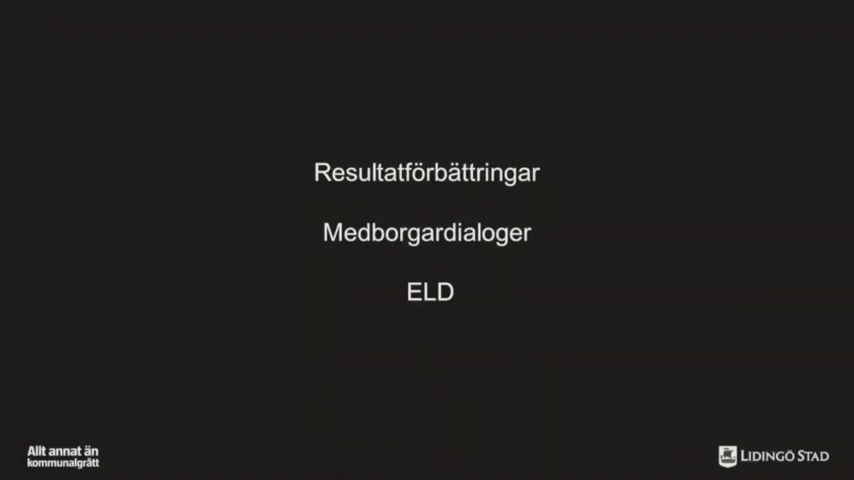 Resultatförbättringar
Medborgardialoger
ELD
Allt annat än
kommunalgrått
LIDINGÖ STAD